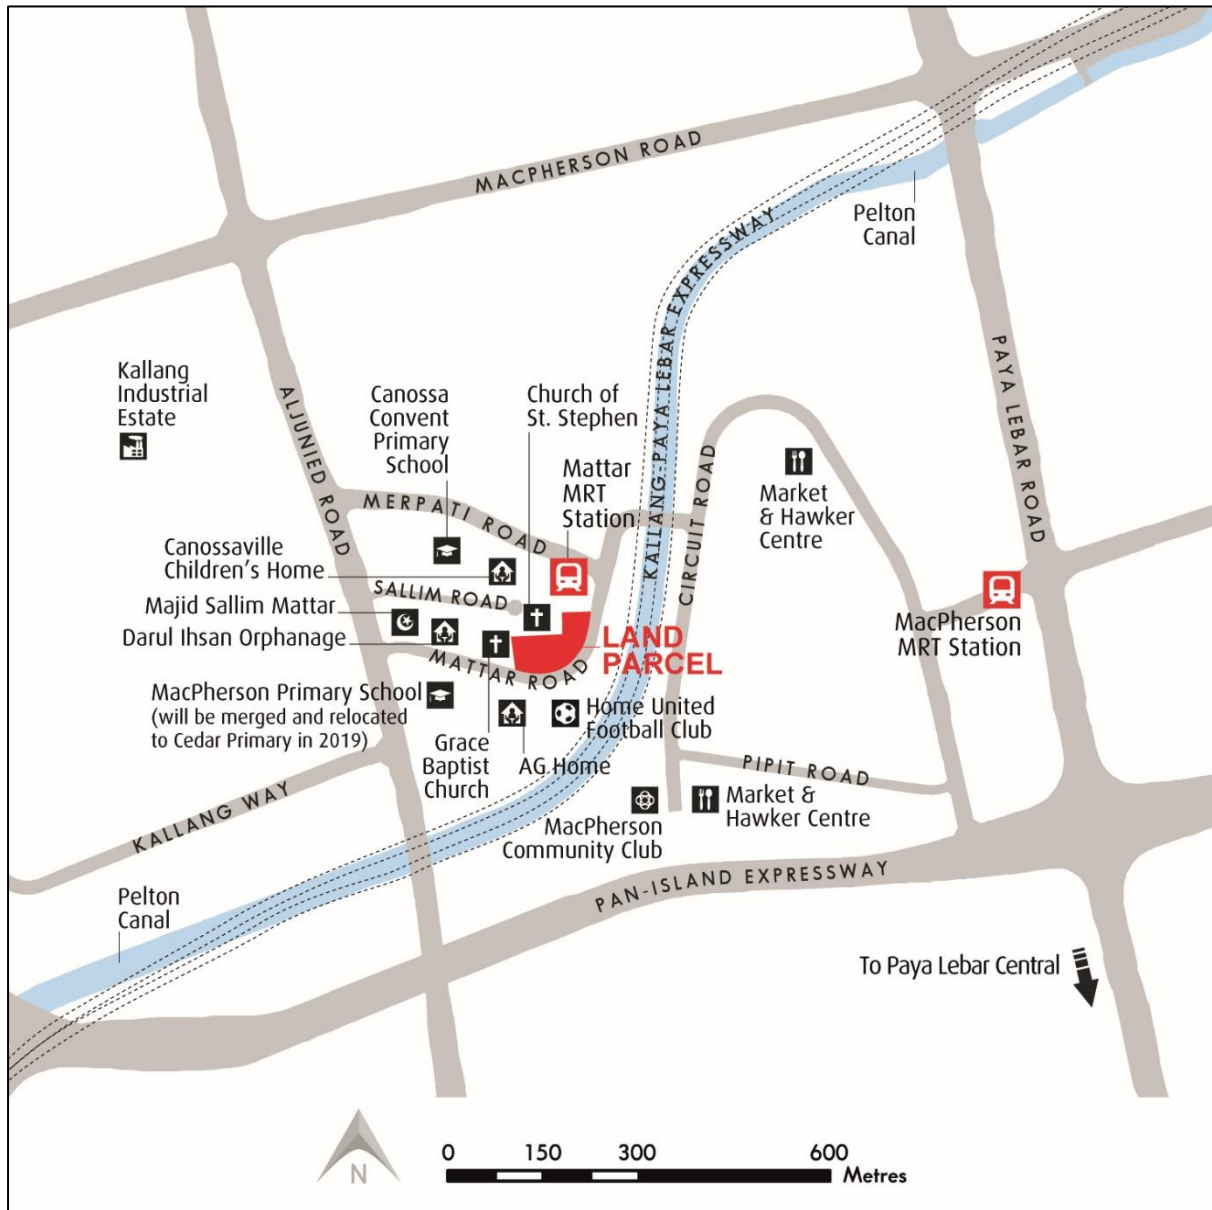 MACPHERSON ROAD
Pelton
Canal
KALLANG-PAYA LEBAR EXPRESSWAY
PAYA LEBAR ROAD
Kallang
Industrial
Estate
ALJUNIED ROAD
Canossa
Convent
Primary
School
Church of
St. Stephen
Mattar
MRT
Station
MERPATI ROAD
CIRCUIT ROAD
Market
& Hawker
Centre
Canossaville
Children's Home
SALLIM ROAD
Majid Sallim Mattar
Darul Ihsan Orphanage
MATTAR ROAD
LAND
PARCEL
MacPherson
MRT Station
MacPherson Primary School
(will be merged and relocated
to Cedar Primary in 2019)
Grace
Baptist
Church
AG Home
Home United
Football Club
PIPIT ROAD
KALLANG WAY
MacPherson
Community Club
Market &
Hawker Centre
PAN-ISLAND EXPRESSWAY
Pelton
Canal
To Paya Lebar Central
N
0 150 300 600
Metres